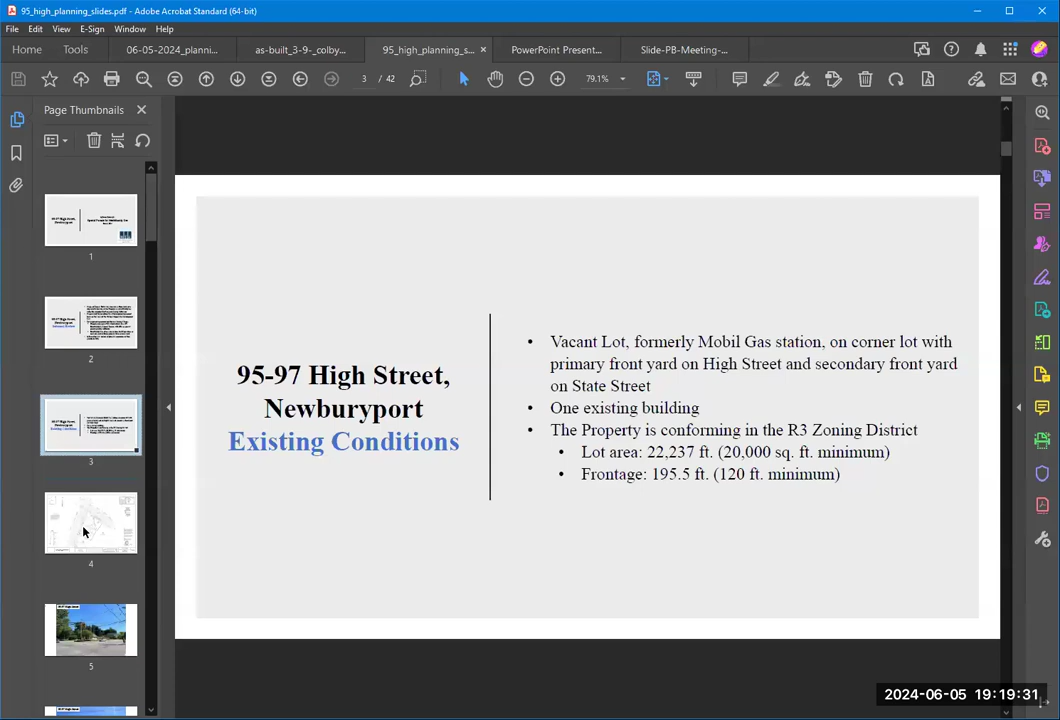 95_high_planning_slides.pdf - Adobe Acrobat Standard (64-bit)
File Edit View E-Sign Window Help
Home Tools 06-05-2024_planni... as-built_3-9-_colby... 95_high_planning_s... × PowerPoint Present... Slide-PB-Meeting-...
3 / 42 79.1%
Page Thumbnails
1
2
3
4
5
95-97 High Street,
Newburyport
Existing Conditions
• Vacant Lot, formerly Mobil Gas station, on corner lot with
primary front yard on High Street and secondary front yard
on State Street
• One existing building
• The Property is conforming in the R3 Zoning District
• Lot area: 22,237 ft. (20,000 sq. ft. minimum)
• Frontage: 195.5 ft. (120 ft. minimum)
2024-06-05 19:19:31